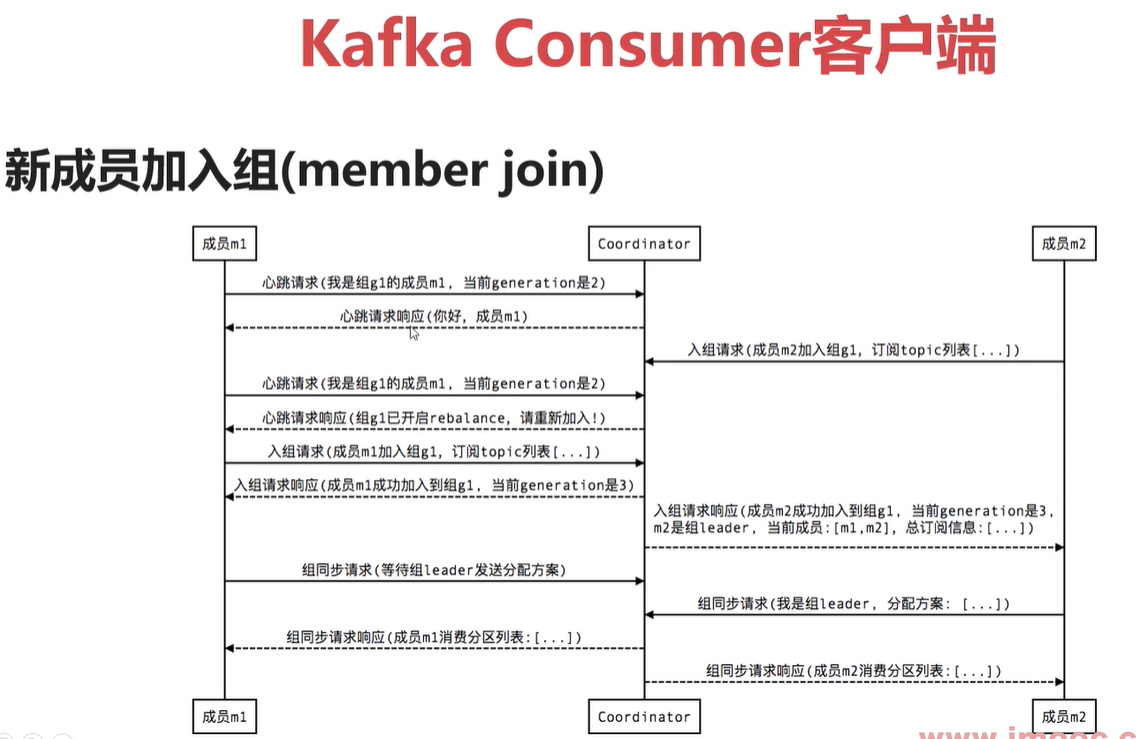 Kafka Consumer客户端
新成员加入组(member join)
成员m1
Coordinator
成员m2
心跳请求(我是组g1的成员m1, 当前generation是2)
心跳请求响应(你好, 成员m1)
入组请求(成员m2加入组g1, 订阅topic列表[...])
心跳请求(我是组g1的成员m1, 当前generation是2)
心跳请求响应(组g1已开启rebalance, 请重新加入!)
入组请求(成员m1加入组g1, 订阅topic列表[...])
入组请求响应(成员m1成功加入到组g1, 当前generation是3)
入组请求响应(成员m2成功加入到组g1, 当前generation是3,
m2是组leader, 当前成员:[m1,m2], 总订阅信息:[...])
组同步请求(等待组leader发送分配方案)
组同步请求(我是组leader, 分配方案: [...])
组同步请求响应(成员m1消费分区列表:[...])
组同步请求响应(成员m2消费分区列表:[...])
成员m1
Coordinator
成员m2